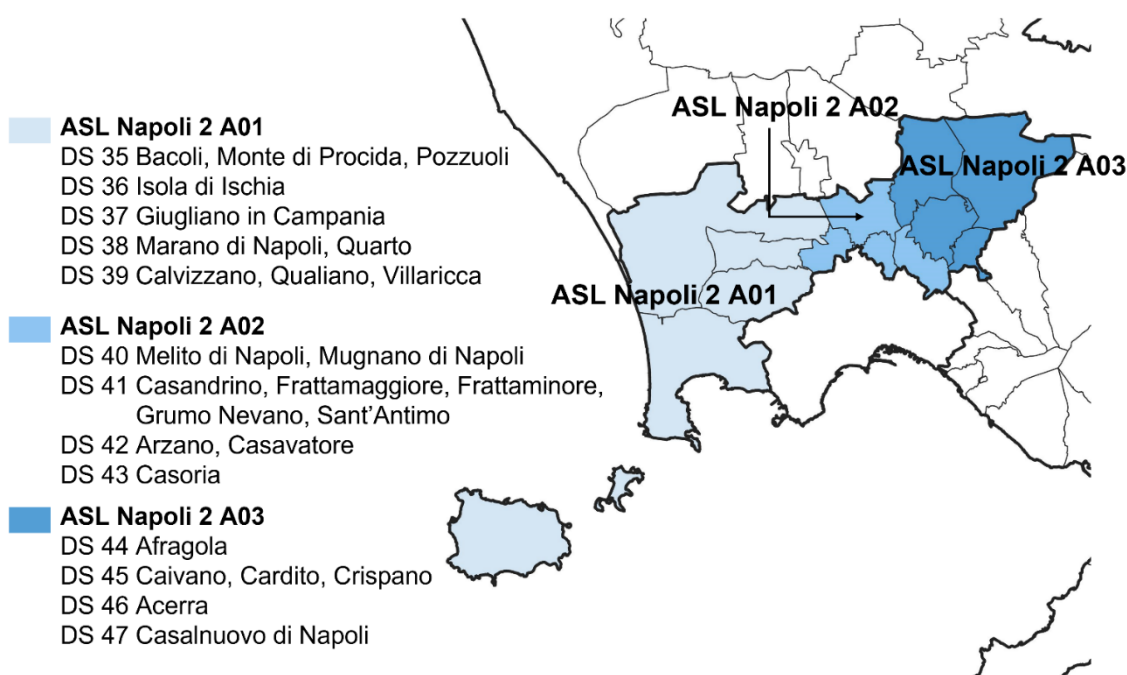 ASL Napoli 2 A01
DS 35 Bacoli, Monte di Procida, Pozzuoli
DS 36 Isola di Ischia
DS 37 Giugliano in Campania
DS 38 Marano di Napoli, Quarto
DS 39 Calvizzano, Qualiano, Villaricca
ASL Napoli 2 A02
DS 40 Melito di Napoli, Mugnano di Napoli
DS 41 Casandrino, Frattamaggiore, Frattaminore,
Grumo Nevano, Sant’Antimo
DS 42 Arzano, Casavatore
DS 43 Casoria
ASL Napoli 2 A03
DS 44 Afragola
DS 45 Caivano, Cardito, Crispano
DS 46 Acerra
DS 47 Casalnuovo di Napoli
ASL Napoli 2 A02
ASL Napoli 2 A03
ASL Napoli 2 A01